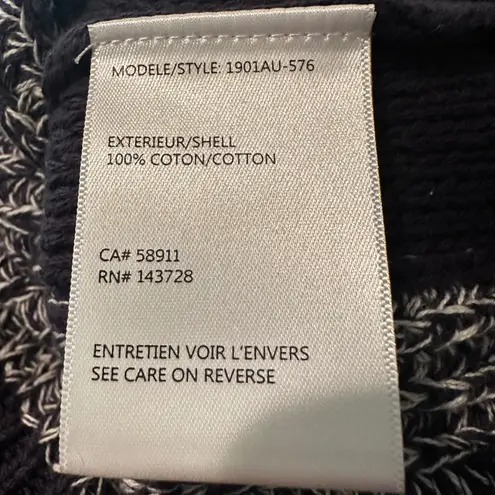 MODELE/STYLE: 1901AU-576
EXTERIEUR/SHELL
100% COTON/COTTON
CA# 58911
RN# 143728
ENTRETIEN VOIR L'ENVERS
SEE CARE ON REVERSE